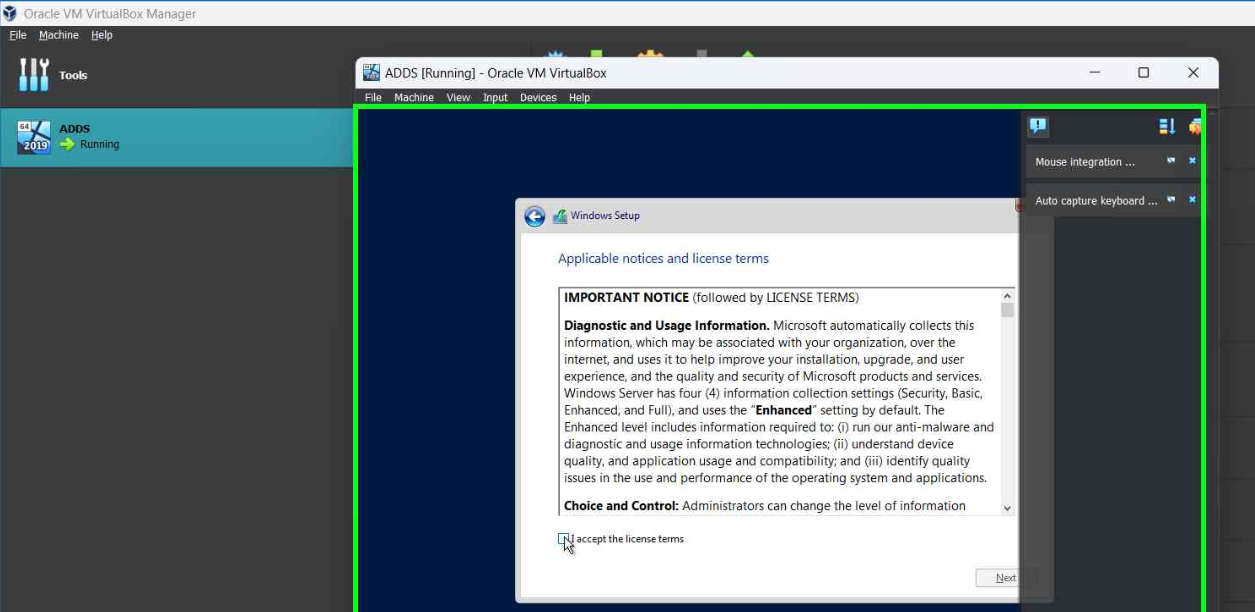 Oracle VM VirtualBox Manager
File Machine Help
Tools
ADDS [Running] - Oracle VM VirtualBox
File Machine View Input Devices Help
64
2019
ADDS
Running
Mouse integration ...
Auto capture keyboard ...
Windows Setup
Applicable notices and license terms
IMPORTANT NOTICE (followed by LICENSE TERMS)
Diagnostic and Usage Information. Microsoft automatically collects this
information, which may be associated with your organization, over the
internet, and uses it to help improve your installation, upgrade, and user
experience, and the quality and security of Microsoft products and services.
Windows Server has four (4) information collection settings (Security, Basic,
Enhanced, and Full), and uses the "Enhanced" setting by default. The
Enhanced level includes information required to: (i) run our anti-malware and
diagnostic and usage information technologies; (ii) understand device
quality, and application usage and compatibility; and (iii) identify quality
issues in the use and performance of the operating system and applications.
Choice and Control: Administrators can change the level of information
I accept the license terms
Next